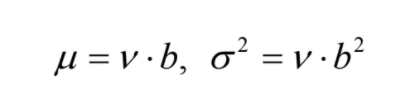 μ = ν · b, σ² = ν · b²